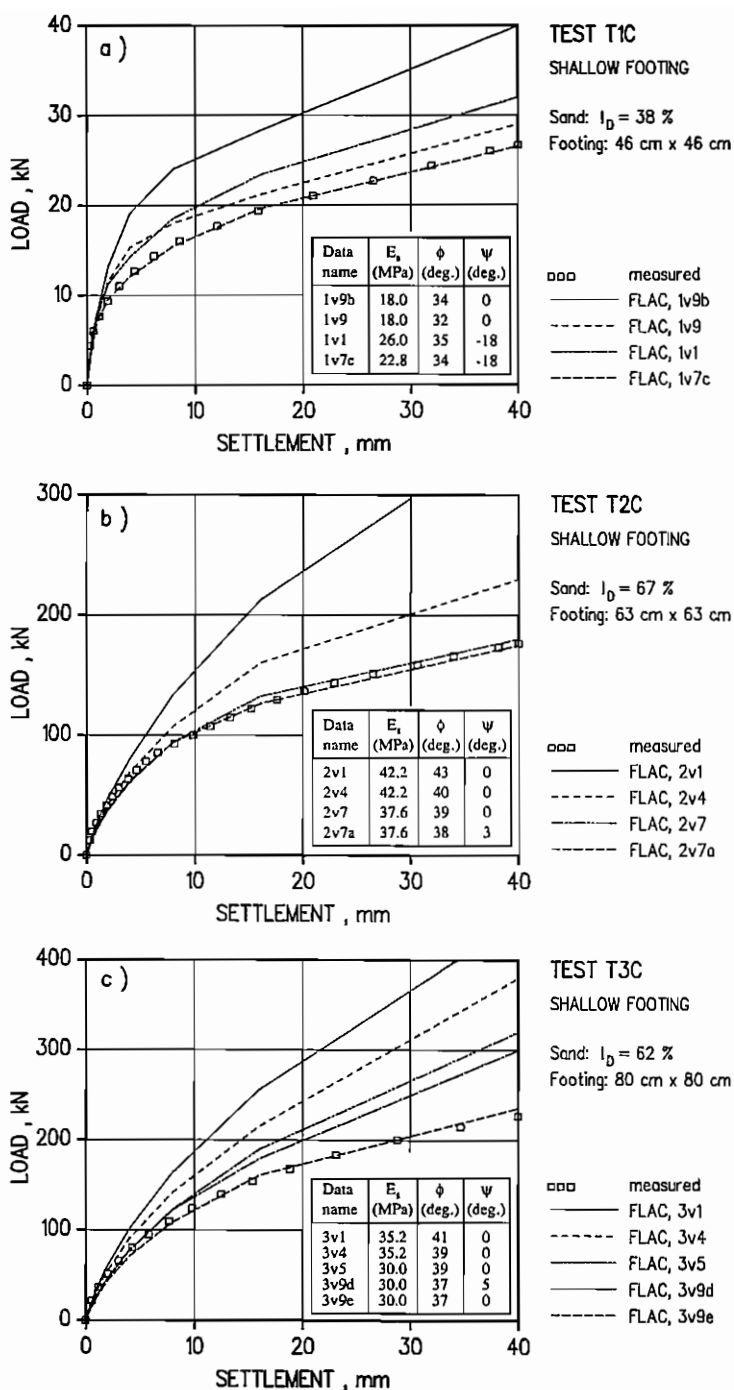 a)
LOAD , kN
40
30
20
10
0
0 10 20 30 40
SETTLEMENT , mm
Data name Es (MPa) ϕ (deg.) ψ (deg.)
1v9b 18.0 34 0
1v9 18.0 32 0
1v1 26.0 35 -18
1v7c 22.8 34 -18
TEST T1C
SHALLOW FOOTING
Sand: ID = 38 %
Footing: 46 cm x 46 cm
measured
FLAC, 1v9b
FLAC, 1v9
FLAC, 1v1
FLAC, 1v7c
b)
LOAD , kN
300
200
100
0
0 10 20 30 40
SETTLEMENT , mm
Data name Es (MPa) ϕ (deg.) ψ (deg.)
2v1 42.2 43 0
2v4 42.2 40 0
2v7 37.6 39 0
2v7a 37.6 38 3
TEST T2C
SHALLOW FOOTING
Sand: ID = 67 %
Footing: 63 cm x 63 cm
measured
FLAC, 2v1
FLAC, 2v4
FLAC, 2v7
FLAC, 2v7a
c)
LOAD , kN
400
300
200
100
0
0 10 20 30 40
SETTLEMENT , mm
Data name Es (MPa) ϕ (deg.) ψ (deg.)
3v1 35.2 41 0
3v4 35.2 39 0
3v5 30.0 39 0
3v9d 30.0 37 5
3v9e 30.0 37 0
TEST T3C
SHALLOW FOOTING
Sand: ID = 62 %
Footing: 80 cm x 80 cm
measured
FLAC, 3v1
FLAC, 3v4
FLAC, 3v5
FLAC, 3v9d
FLAC, 3v9e